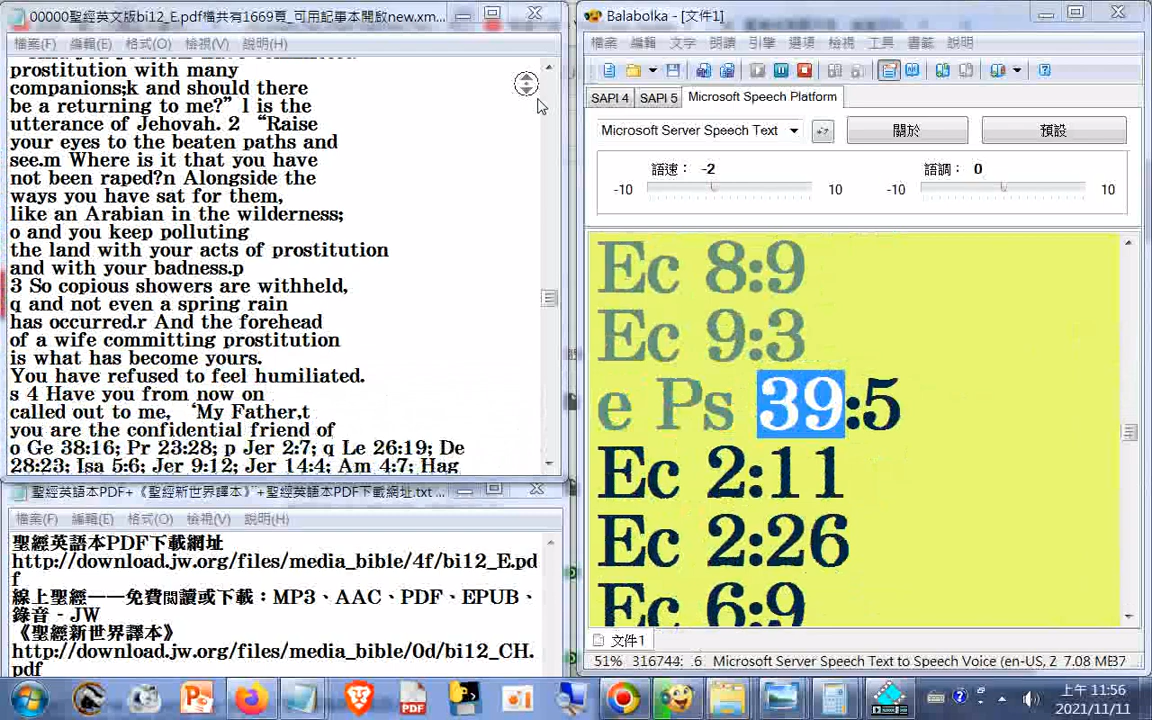 00000聖經英文版bi12_E.pdf檔共有1669頁_可用記事本開啟new.xm...
檔案(F) 編輯(E) 格式(O) 檢視(V) 說明(H)
prostitution with many
companions;k and should there
be a returning to me?” l is the
utterance of Jehovah. 2 “Raise
your eyes to the beaten paths and
see.m Where is it that you have
not been raped?n Alongside the
ways you have sat for them,
like an Arabian in the wilderness;
o and you keep polluting
the land with your acts of prostitution
and with your badness.p
3 So copious showers are withheld,
q and not even a spring rain
has occurred.r And the forehead
of a wife committing prostitution
is what has become yours.
You have refused to feel humiliated.
s 4 Have you from now on
called out to me, ‘My Father,t
you are the confidential friend of
o Ge 38:16; Pr 23:28; p Jer 2:7; q Le 26:19; De
28:23; Isa 5:6; Jer 9:12; Jer 14:4; Am 4:7; Hag
聖經英語本PDF+《聖經新世界譯本》+聖經英語本PDF下載網址.txt ...
檔案(F) 編輯(E) 格式(O) 檢視(V) 說明(H)
聖經英語本PDF下載網址
http://download.jw.org/files/media_bible/4f/bi12_E.pd
f
線上聖經——免費閱讀或下載：MP3、AAC、PDF、EPUB、
錄音 - JW
《聖經新世界譯本》
http://download.jw.org/files/media_bible/0d/bi12_CH.
pdf
Balabolka - [文件1]
檔案 編輯 文字 朗讀 引擎 選項 檢視 工具 書籤 說明
SAPI 4 SAPI 5 Microsoft Speech Platform
Microsoft Server Speech Text 關於 預設
語速： -2 語調： 0
-10 10 -10 10
Ec 8:9
Ec 9:3
e Ps 39:5
Ec 2:11
Ec 2:26
Ec 6:9
文件1
51% 316744: .6 Microsoft Server Speech Text to Speech Voice (en-US, 2 7.08 MB37
上午 11:56
2021/11/11